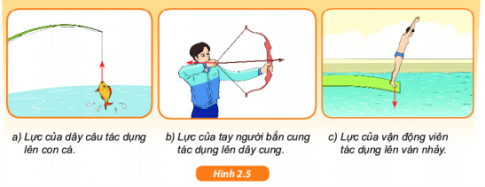 a) Lực của dây câu tác dụng
lên con cá.
b) Lực của tay người bắn cung
tác dụng lên dây cung.
c) Lực của vận động viên
tác dụng lên ván nhảy.
Hình 2.5